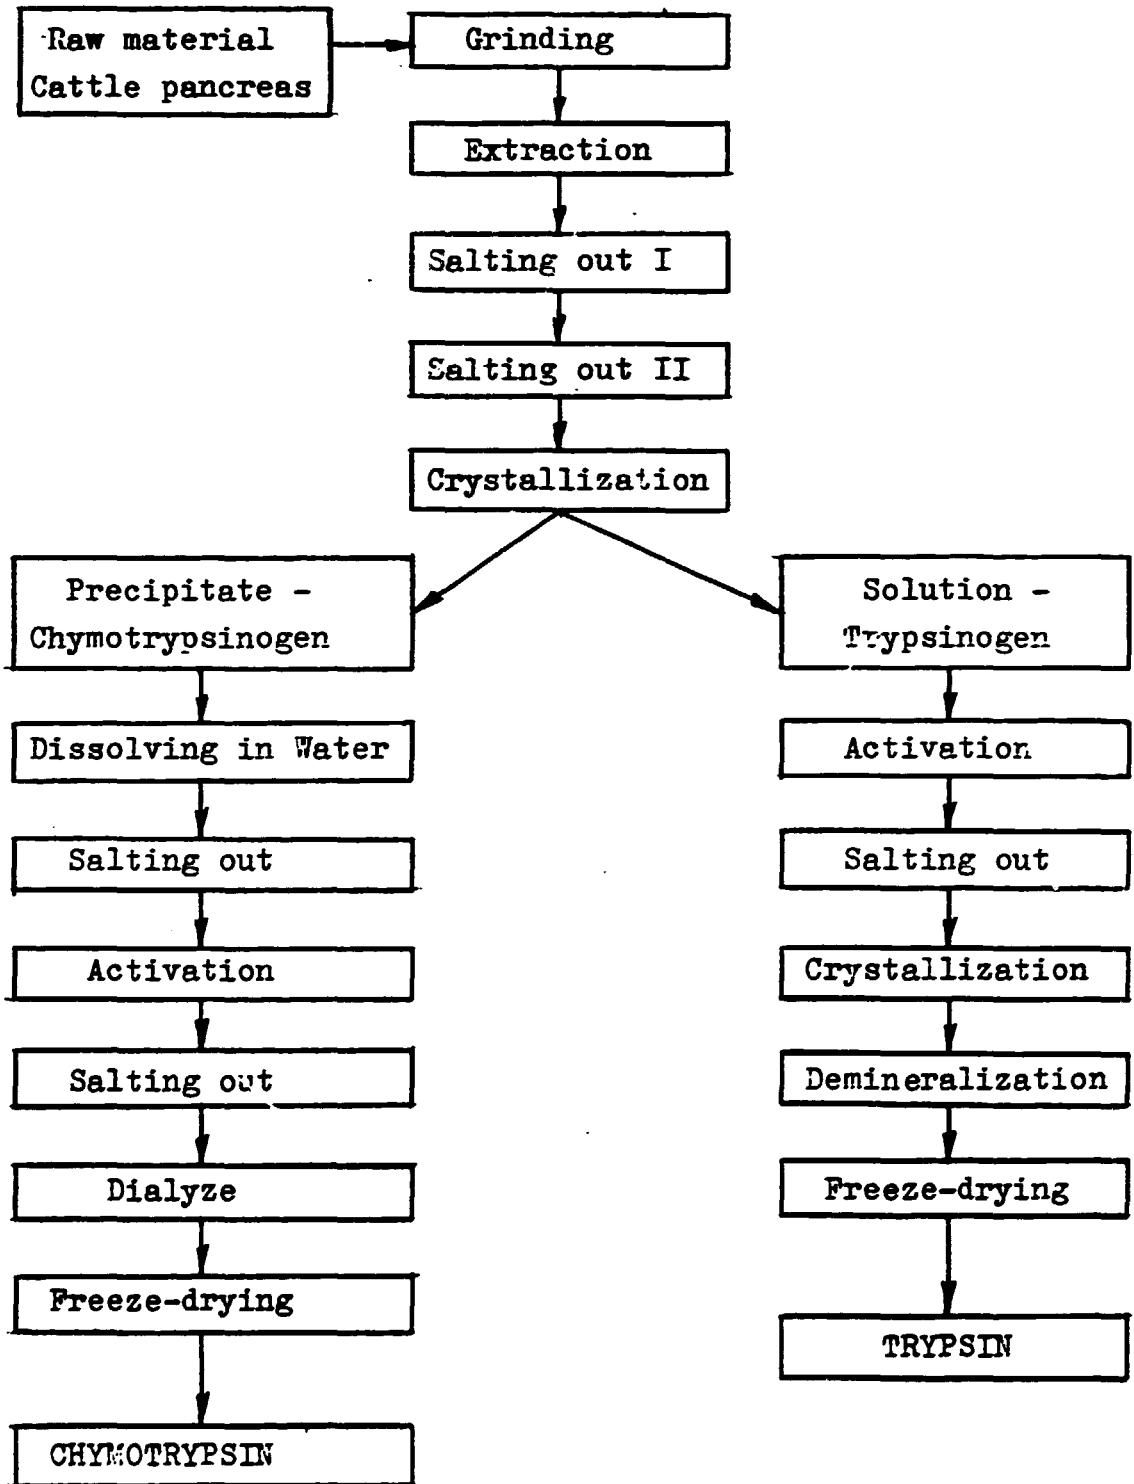 Raw material
Cattle pancreas
Grinding
Extraction
Salting out I
Salting out II
Crystallization
Precipitate -
Chymotrypsinogen
Solution -
Trypsinogen
Dissolving in Water
Activation
Salting out
Salting out
Activation
Crystallization
Salting out
Demineralization
Dialyze
Freeze-drying
Freeze-drying
TRYPSIN
CHYMOTRYPSIN